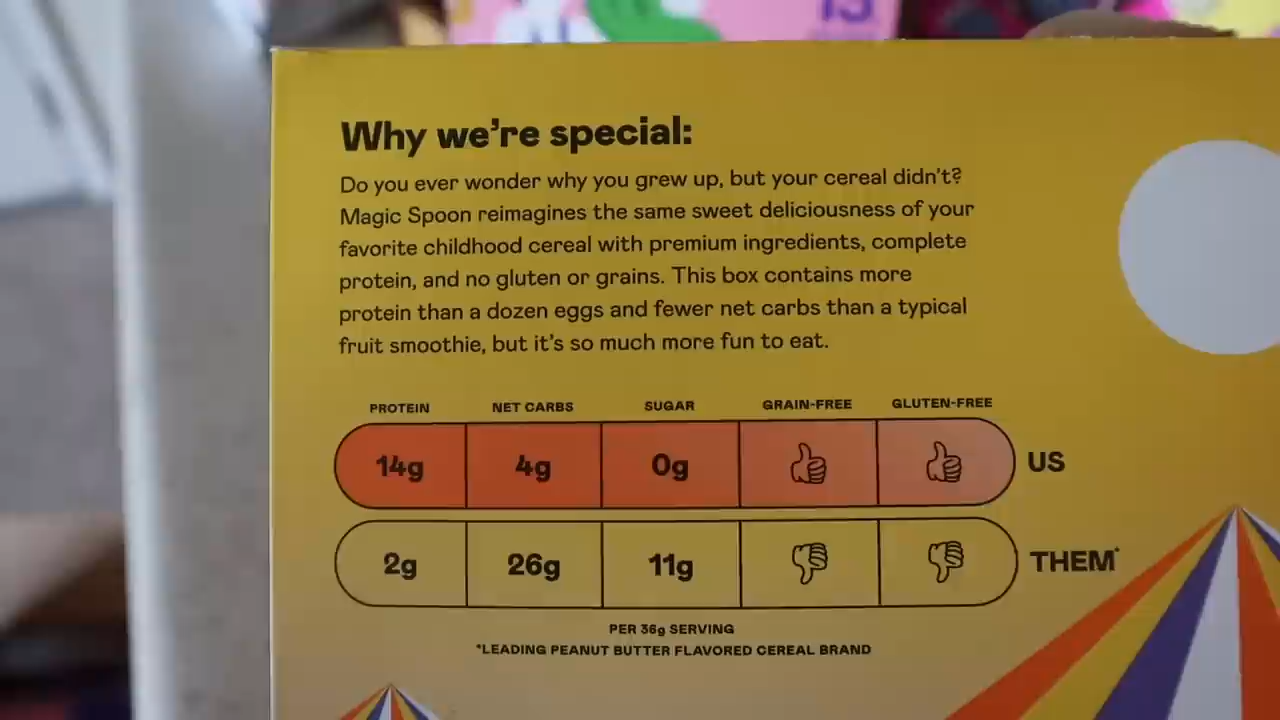 15
Why we're special:
Do you ever wonder why you grew up, but your cereal didn't?
Magic Spoon reimagines the same sweet deliciousness of your
favorite childhood cereal with premium ingredients, complete
protein, and no gluten or grains. This box contains more
protein than a dozen eggs and fewer net carbs than a typical
fruit smoothie, but it's so much more fun to eat.
PROTEIN NET CARBS SUGAR GRAIN-FREE GLUTEN-FREE
14g 4g 0g US
2g 26g 11g THEM*
PER 36g SERVING
*LEADING PEANUT BUTTER FLAVORED CEREAL BRAND